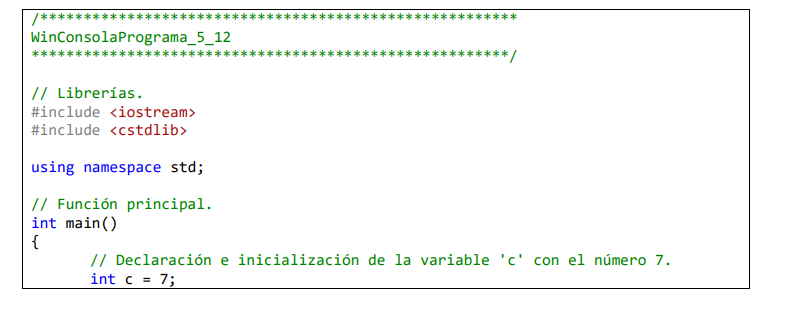 /*******************************************************
WinConsolaPrograma_5_12
*******************************************************/
// Librerías.
#include <iostream>
#include <cstdlib>
using namespace std;
// Función principal.
int main()
{
// Declaración e inicialización de la variable 'c' con el número 7.
int c = 7;